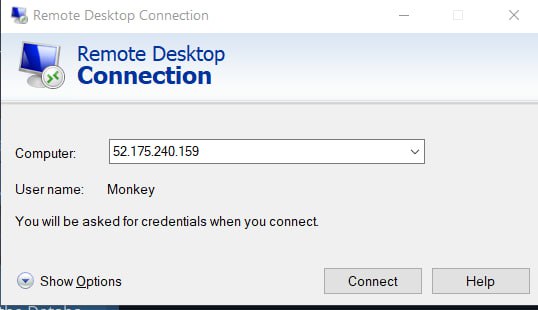 Remote Desktop Connection
Remote Desktop
Connection
Computer:
52.175.240.159
User name:
Monkey
You will be asked for credentials when you connect.
Show Options
Connect
Help